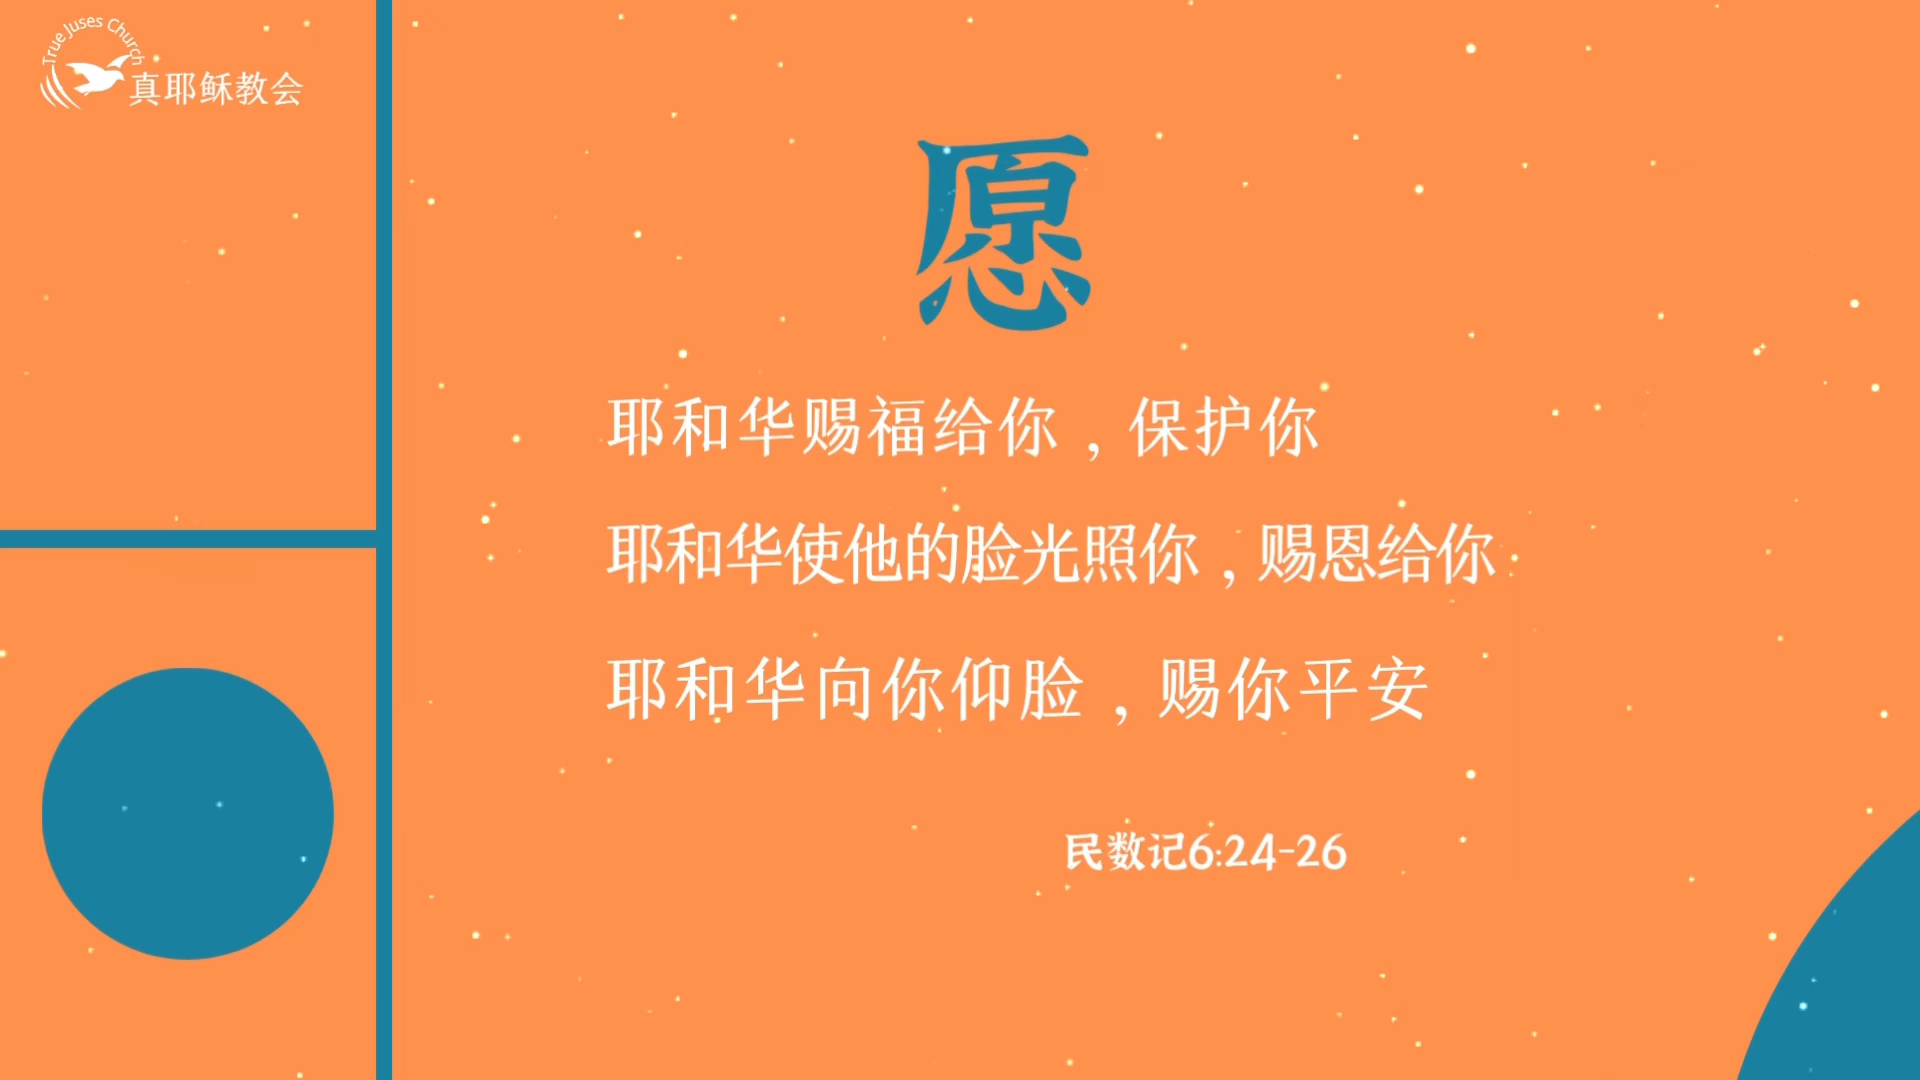 True Juses Church
真耶稣教会
愿
耶和华赐福给你，保护你
耶和华使他的脸光照你，赐恩给你
耶和华向你仰脸，赐你平安
民数记6:24-26